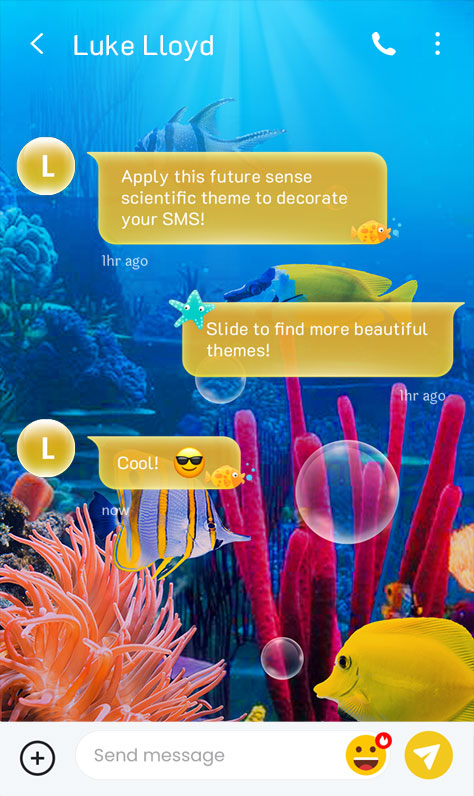 Luke Lloyd
L
Apply this future sense
scientific theme to decorate
your SMS!
1hr ago
Slide to find more beautiful
themes!
1hr ago
L
Cool! 😎
now
Send message